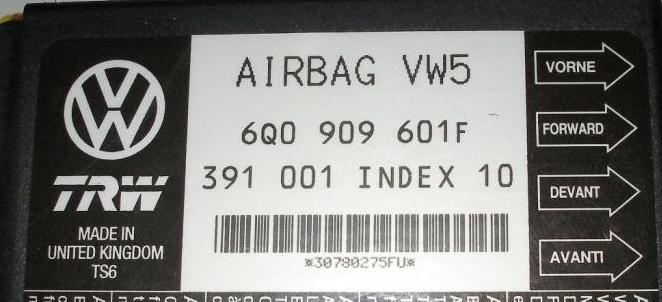 AIRBAG VW5
6Q0 909 601F
391 001 INDEX 10
*30780275FU*
TRW
MADE IN
UNITED KINGDOM
TS6
VORNE
FORWARD
DEVANT
AVANTI